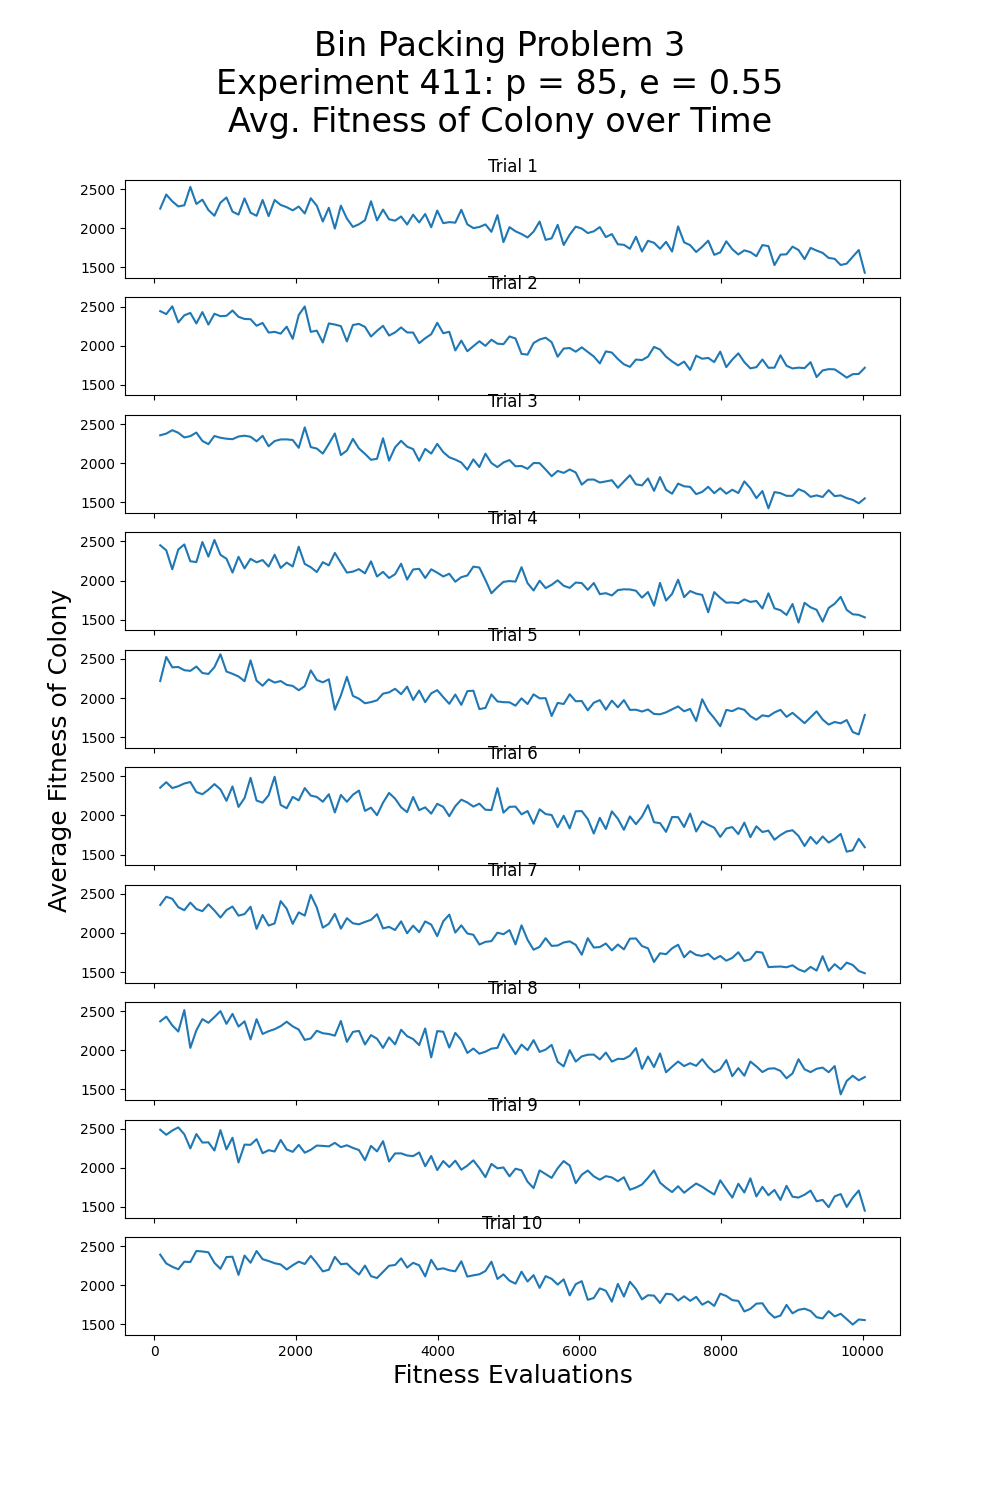 Bin Packing Problem 3
Experiment 411: p = 85, e = 0.55
Avg. Fitness of Colony over Time
Trial 1
2500
2000
1500
Trial 2
2500
2000
1500
Trial 3
2500
2000
1500
Trial 4
2500
2000
1500
Trial 5
2500
2000
1500
Trial 6
2500
2000
1500
Trial 7
2500
2000
1500
Trial 8
2500
2000
1500
Trial 9
2500
2000
1500
Trial 10
2500
2000
1500
0 2000 4000 6000 8000 10000
Fitness Evaluations
Average Fitness of Colony